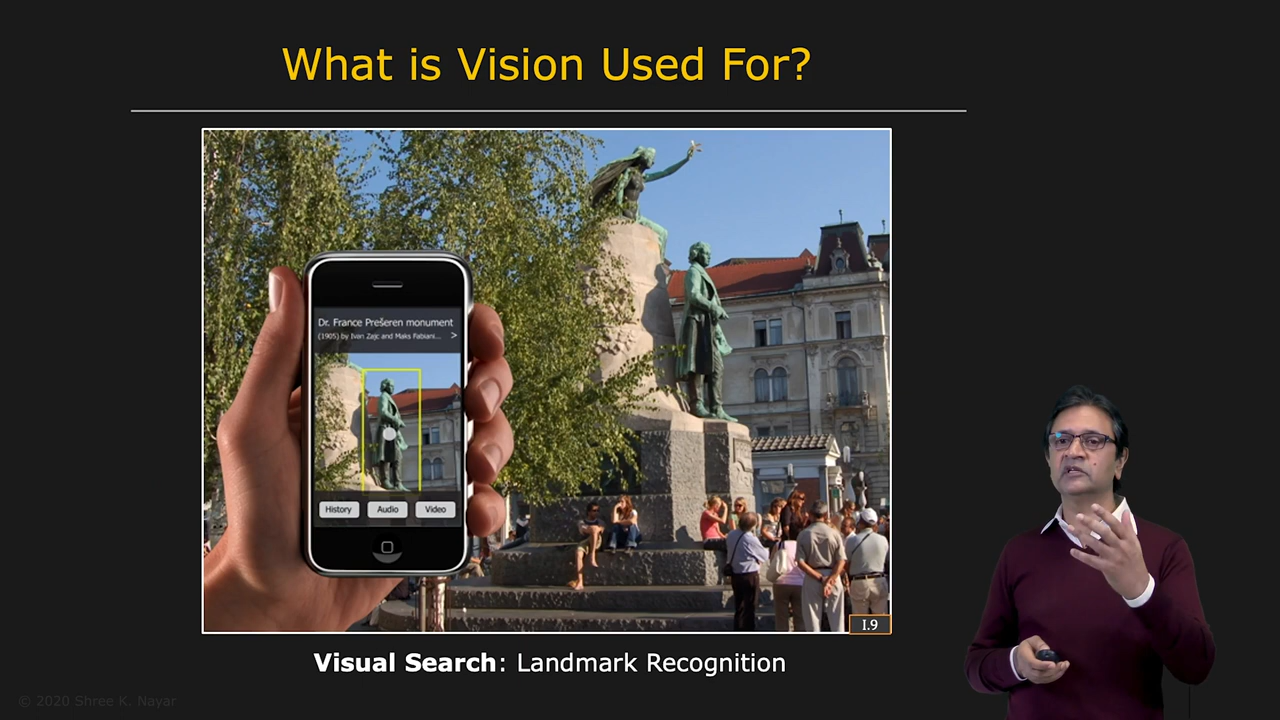 What is Vision Used For?
Dr. France Prešeren monument
(1905) by Ivan Zajc and Maks Fabiani... >
History Audio Video
I.9
Visual Search: Landmark Recognition
© 2020 Shree K. Nayar